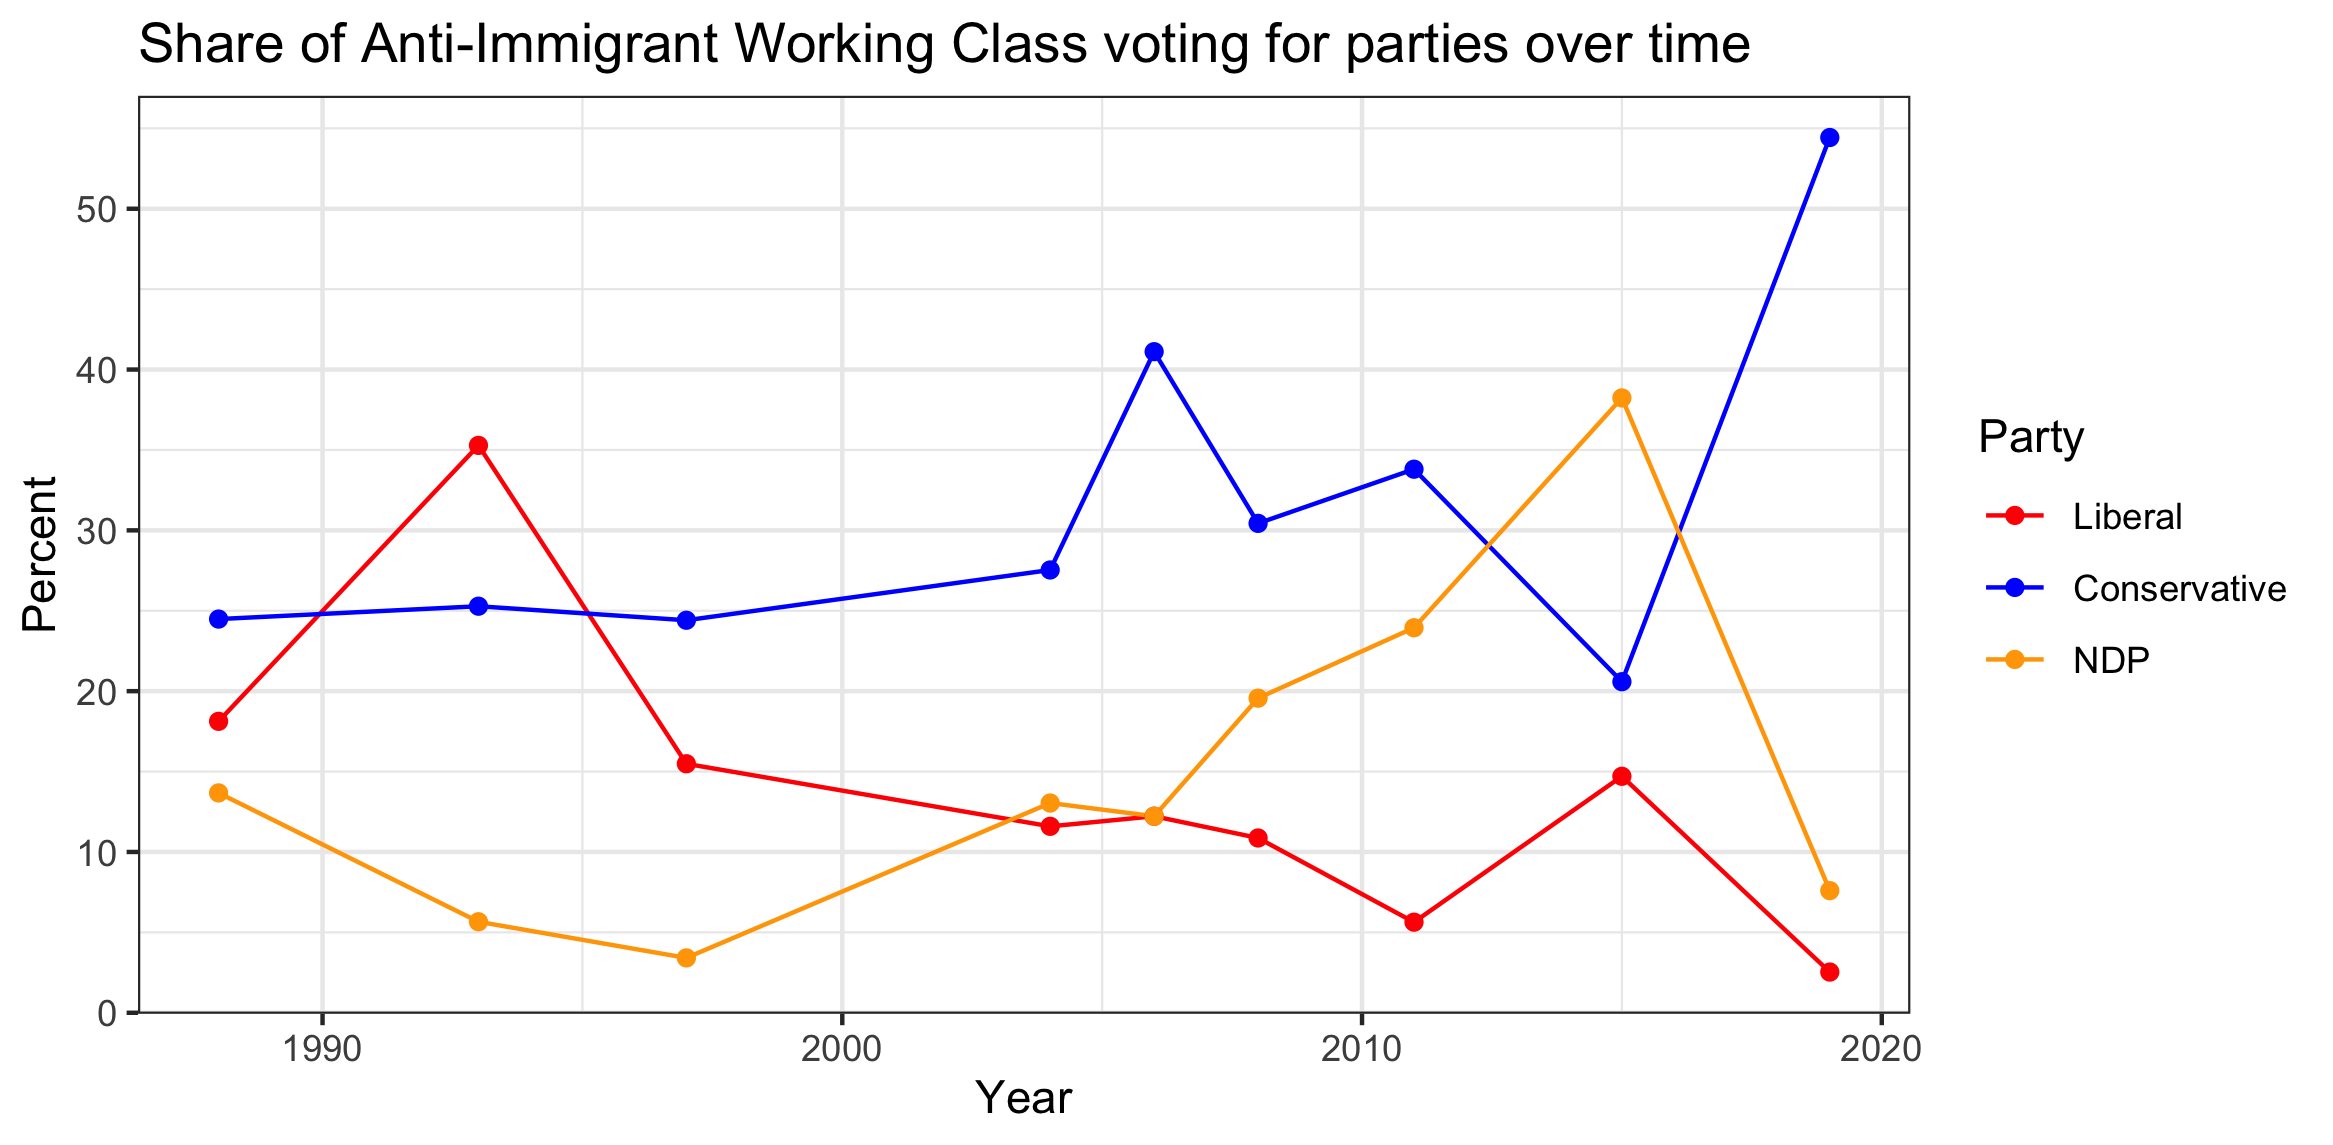 Share of Anti-Immigrant Working Class voting for parties over time
50
40
30
20
10
0
Percent
1990
2000
2010
2020
Year
Party
Liberal
Conservative
NDP